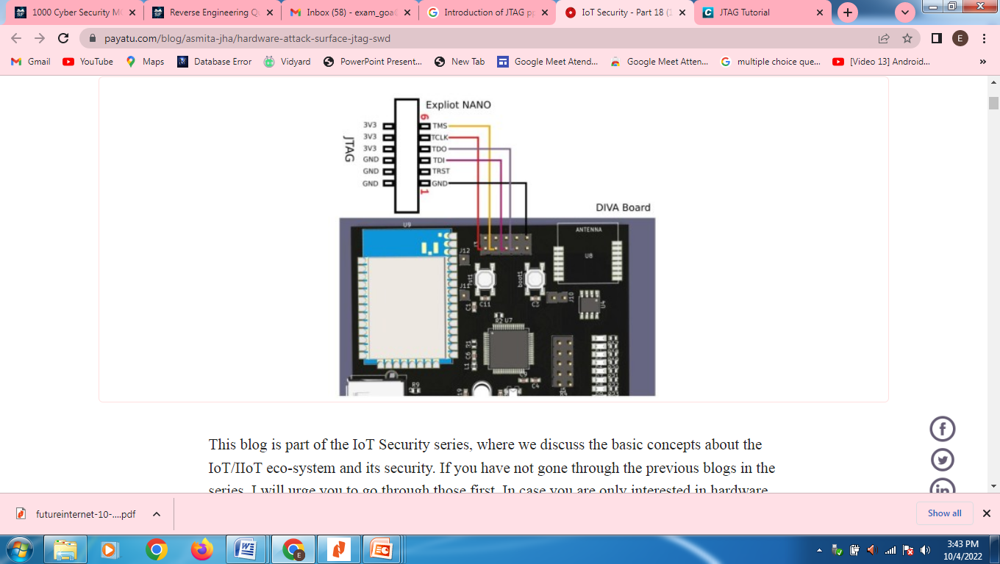 1000 Cyber Security M
Reverse Engineering Q
Inbox (58) - exam_goa
Introduction of JTAG pp
IoT Security - Part 18 (1
JTAG Tutorial
payatu.com/blog/asmita-jha/hardware-attack-surface-jtag-swd
E
Gmail
YouTube
Maps
Database Error
Vidyard
PowerPoint Present...
New Tab
Google Meet Atend...
Google Meet Atten...
multiple choice que...
[Video 13] Android...
»
Expliot NANO
6
3V3 TMS
3V3 TCLK
3V3 TDO
GND TDI
GND TRST
GND GND
JTAG
1
DIVA Board
U9
ANTENNA
U8
J12
J11
rst1
boot1
C1
C11
C3
J10
U4
R2 U7
C6
L1
C9
C4
R9
This blog is part of the IoT Security series, where we discuss the basic concepts about the
IoT/IIoT eco-system and its security. If you have not gone through the previous blogs in the
series, I will urge you to go through those first. In case you are only interested in hardware
futureinternet-10-....pdf
Show all
3:43 PM
10/4/2022